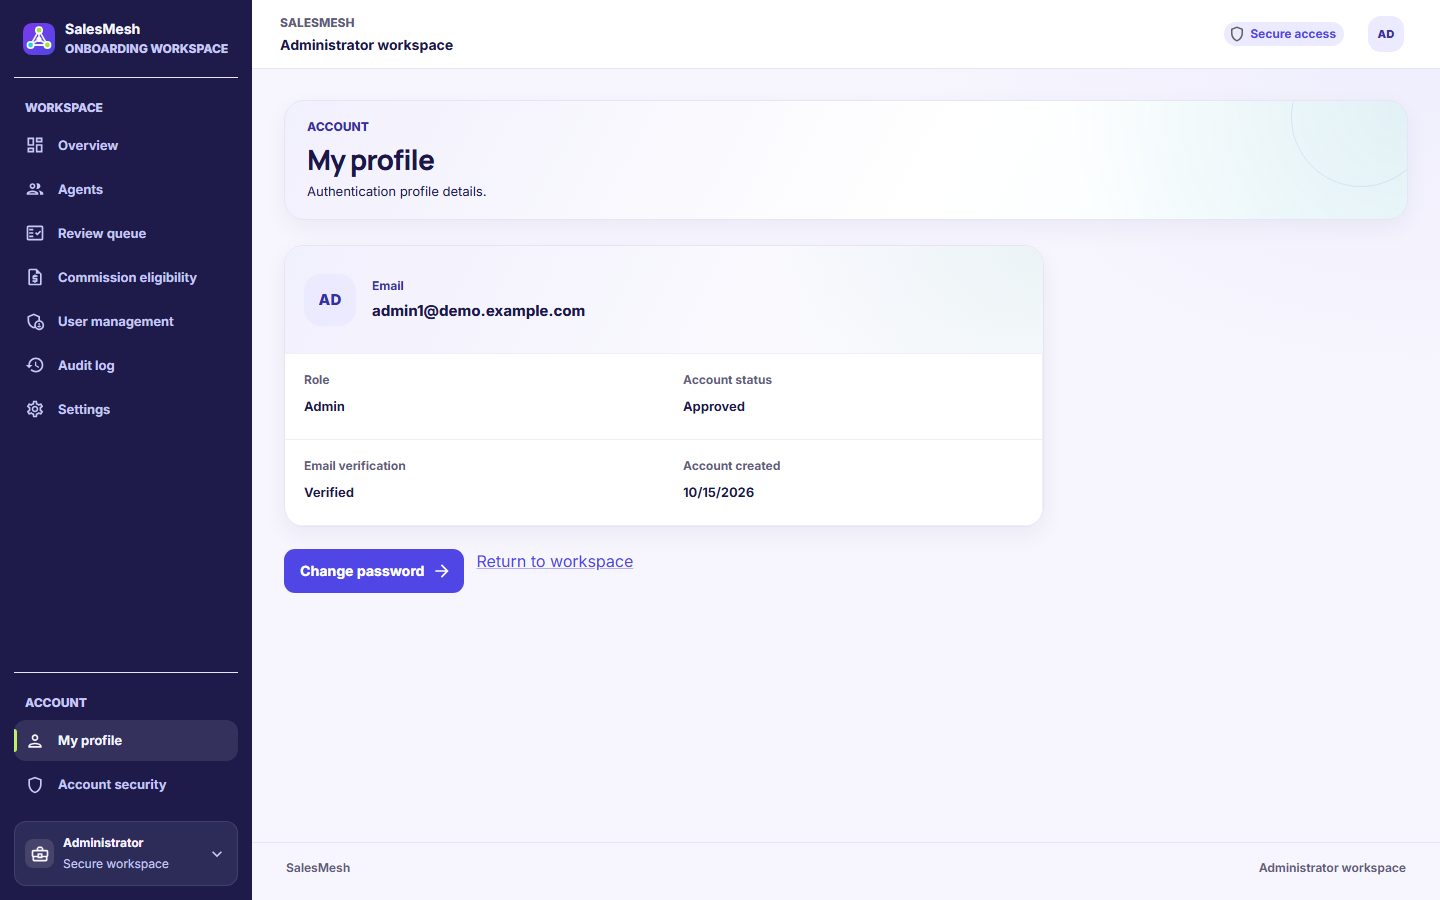 SalesMesh
ONBOARDING WORKSPACE
WORKSPACE
Overview
Agents
Review queue
Commission eligibility
User management
Audit log
Settings
ACCOUNT
My profile
Account security
Administrator
Secure workspace
SALESMESH
Administrator workspace
Secure access
AD
ACCOUNT
My profile
Authentication profile details.
AD
Email
admin1@demo.example.com
Role
Admin
Account status
Approved
Email verification
Verified
Account created
10/15/2026
Change password
Return to workspace
SalesMesh
Administrator workspace